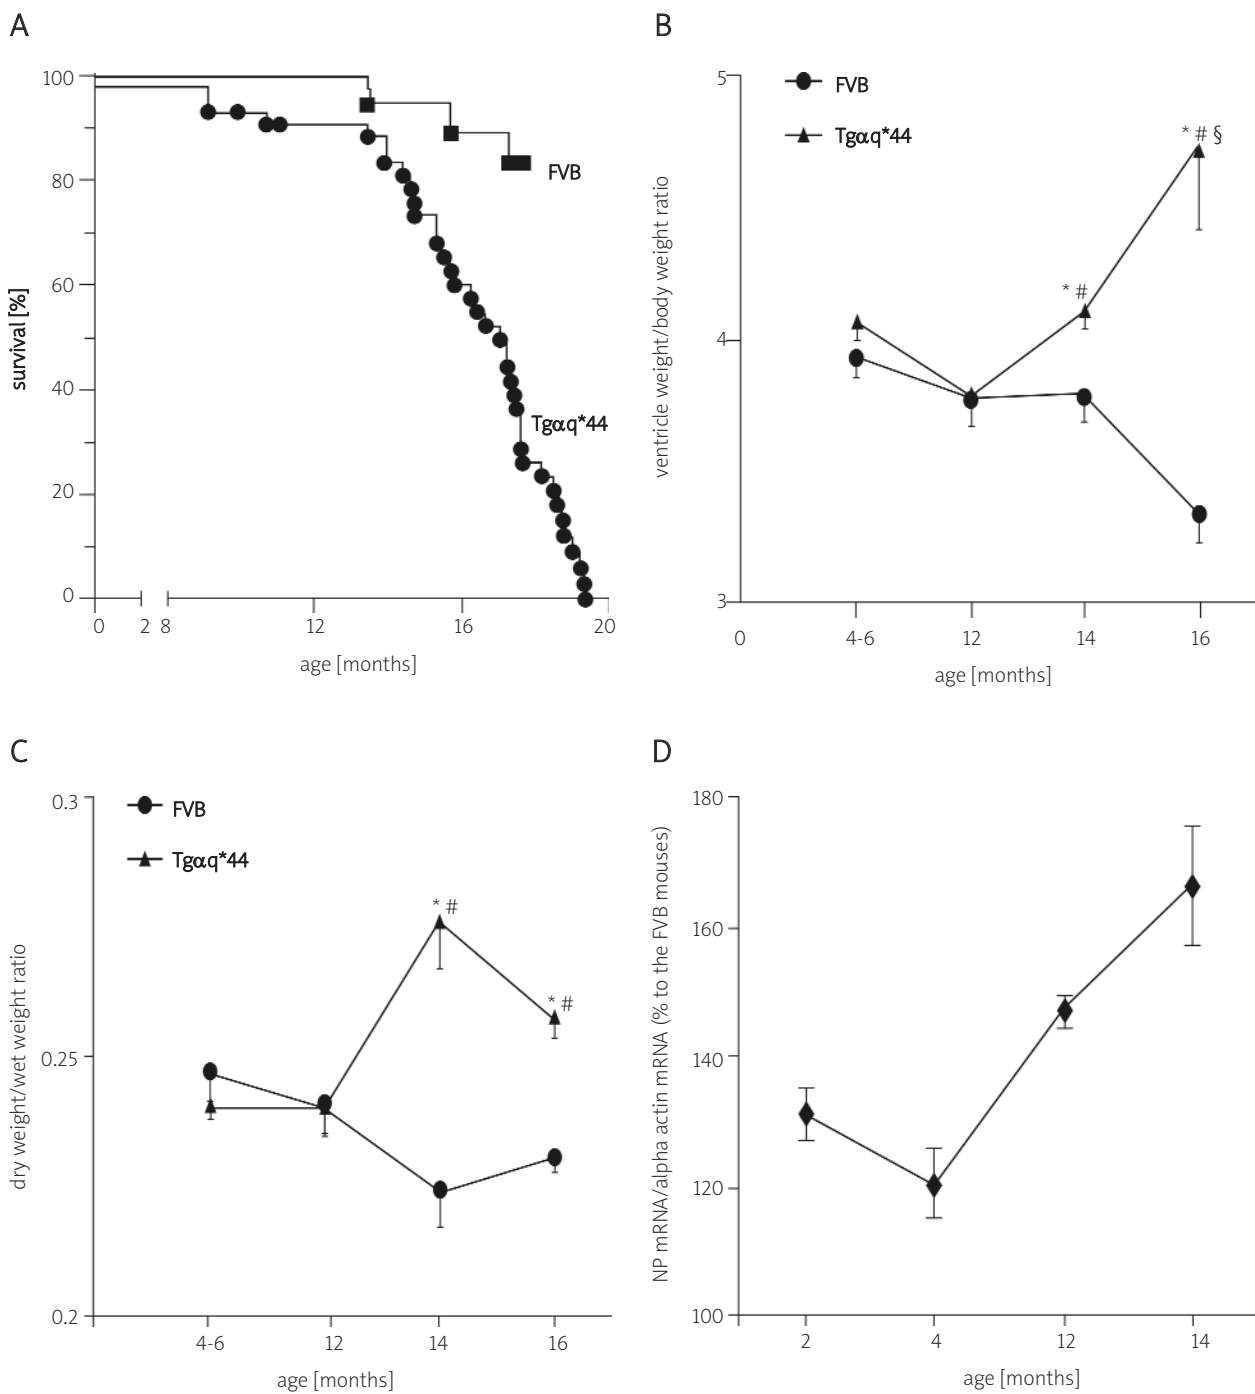 A
survival [%]
100
80
60
40
20
0
FVB
Tgαq*44
0 2 8 12 16 20
age [months]
B
ventricle weight/body weight ratio
5
4
3
FVB
Tgαq*44
* # §
* #
0 4-6 12 14 16
age [months]
C
dry weight/wet weight ratio
0.3
0.25
0.2
FVB
Tgαq*44
* #
* #
4-6 12 14 16
age [months]
D
NP mRNA/alpha actin mRNA (% to the FVB mouses)
180
160
140
120
100
2 4 12 14
age [months]